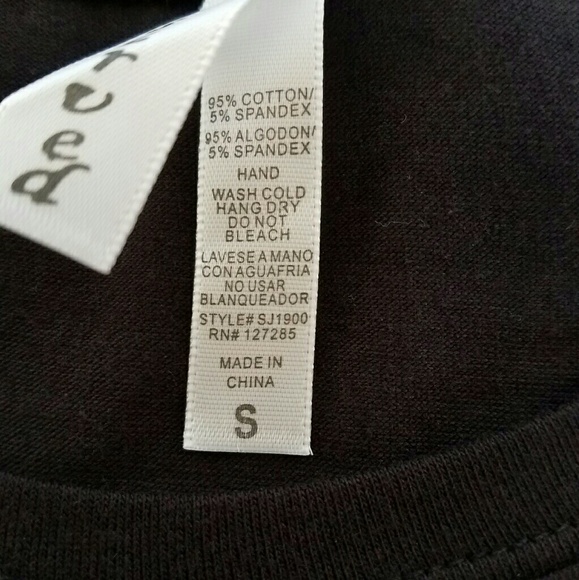 95% COTTON/
5% SPANDEX
95% ALGODON/
5% SPANDEX
HAND
WASH COLD
HANG DRY
DO NOT
BLEACH
LAVESE A MANO
CON AGUAFRIA
NO USAR
BLANQUEADOR
STYLE# SJ1900
RN# 127285
MADE IN
CHINA
S